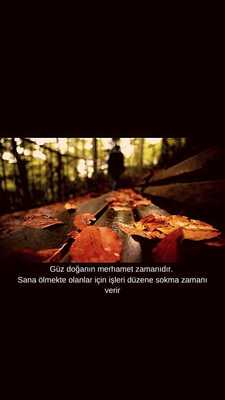 Güz doğanın merhamet zamanıdır.
Sana ölmekte olanlar için işleri düzene sokma zamanı
verir